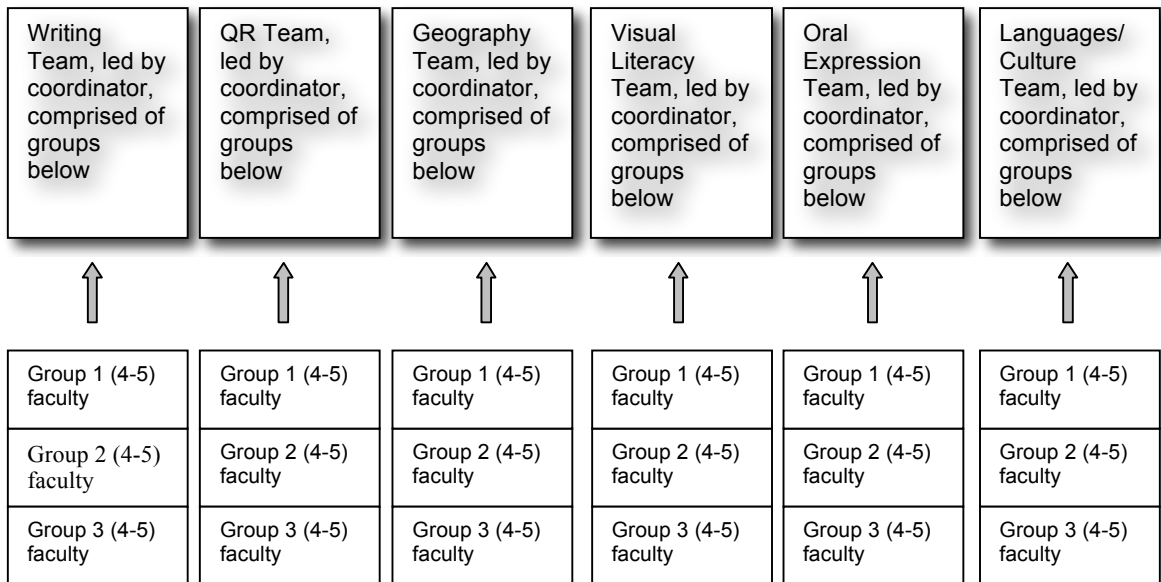 Writing
Team, led by
coordinator,
comprised of
groups
below
QR Team,
led by
coordinator,
comprised of
groups
below
Geography
Team, led by
coordinator,
comprised of
groups
below
Visual
Literacy
Team, led by
coordinator,
comprised of
groups
below
Oral
Expression
Team, led by
coordinator,
comprised of
groups
below
Languages/
Culture
Team, led by
coordinator,
comprised of
groups
below
Group 1 (4-5)
faculty
Group 1 (4-5)
faculty
Group 1 (4-5)
faculty
Group 1 (4-5)
faculty
Group 1 (4-5)
faculty
Group 1 (4-5)
faculty
Group 2 (4-5)
faculty
Group 2 (4-5)
faculty
Group 2 (4-5)
faculty
Group 2 (4-5)
faculty
Group 2 (4-5)
faculty
Group 2 (4-5)
faculty
Group 3 (4-5)
faculty
Group 3 (4-5)
faculty
Group 3 (4-5)
faculty
Group 3 (4-5)
faculty
Group 3 (4-5)
faculty
Group 3 (4-5)
faculty